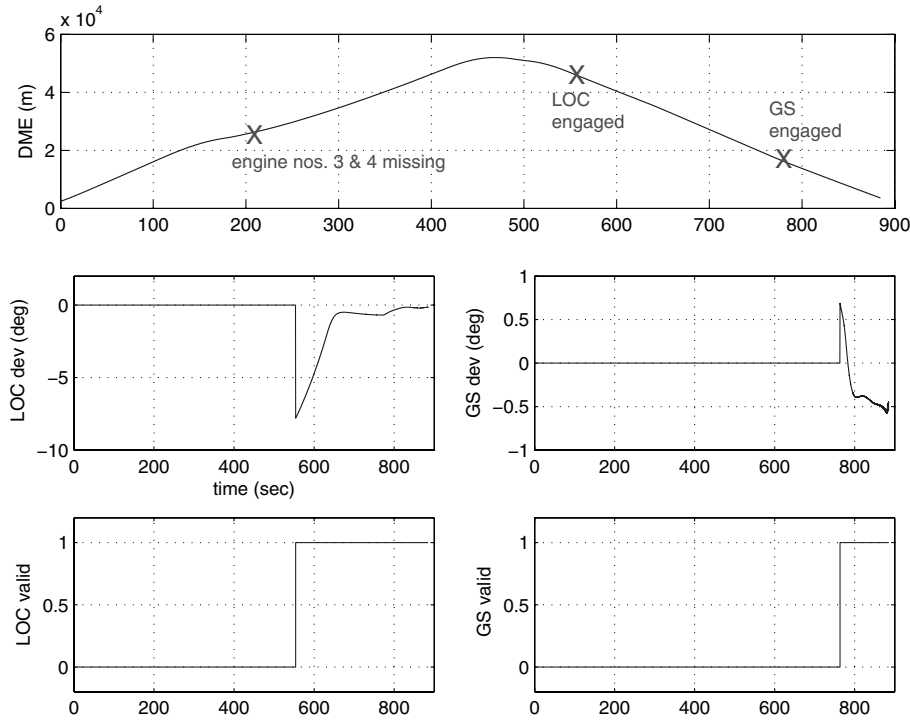 x 10⁴
6
4
2
0
DME (m)
LOC
engaged
GS
engaged
engine nos. 3 & 4 missing
0 100 200 300 400 500 600 700 800 900
0
−5
−10
LOC dev (deg)
0 200 400 600 800
time (sec)
1
0.5
0
−0.5
−1
GS dev (deg)
0 200 400 600 800
1
0.5
0
LOC valid
0 200 400 600 800
1
0.5
0
GS valid
0 200 400 600 800